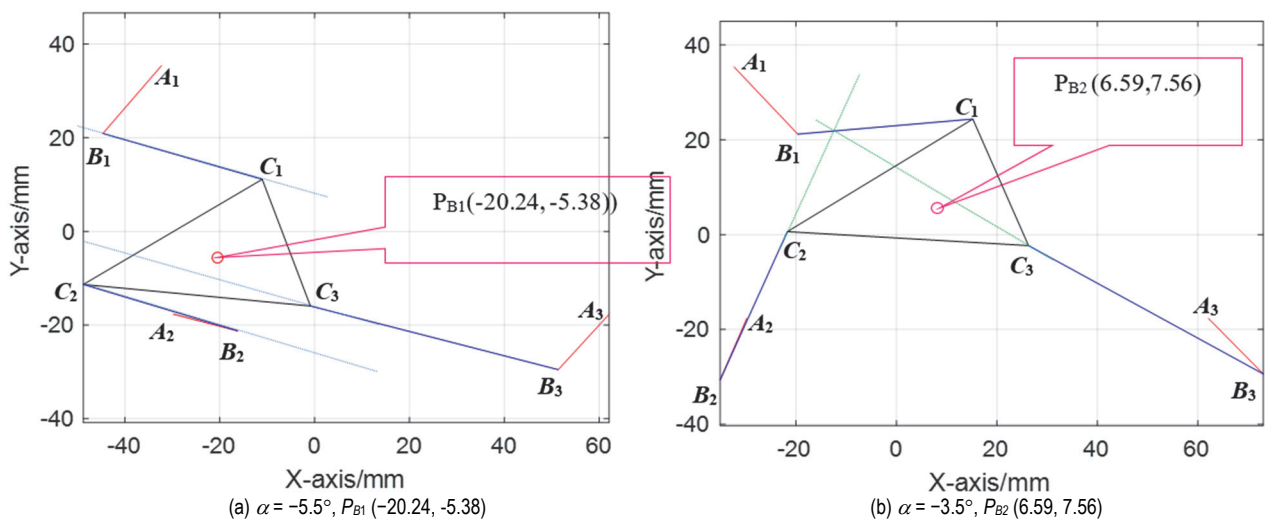 40
20
0
-20
-40
-40
-20
0
20
40
60
Y-axis/mm
X-axis/mm
A1
B1
C1
C2
C3
A2
B2
A3
B3
PB1(-20.24, -5.38))
(a) α = −5.5°, PB1 (−20.24, -5.38)
40
20
0
-20
-40
-20
0
20
40
60
Y-axis/mm
X-axis/mm
A1
B1
C1
C2
C3
A2
B2
A3
B3
PB2 (6.59,7.56)
(b) α = −3.5°, PB2 (6.59, 7.56)